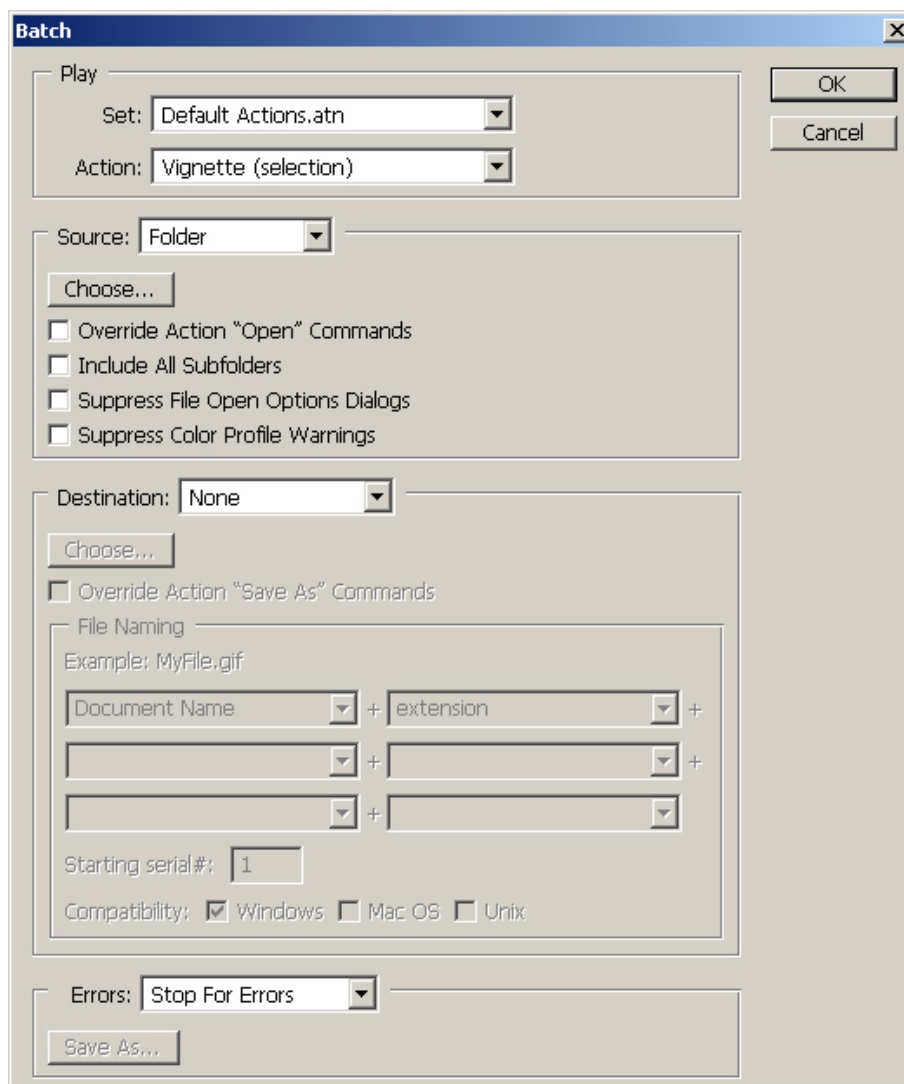 Batch
Play
Set: Default Actions.atn
Action: Vignette (selection)
OK
Cancel
Source: Folder
Choose...
Override Action “Open” Commands
Include All Subfolders
Suppress File Open Options Dialogs
Suppress Color Profile Warnings
Destination: None
Choose...
Override Action “Save As” Commands
File Naming
Example: MyFile.gif
Document Name + extension +
+ +
+
Starting serial#: 1
Compatibility: Windows Mac OS Unix
Errors: Stop For Errors
Save As...